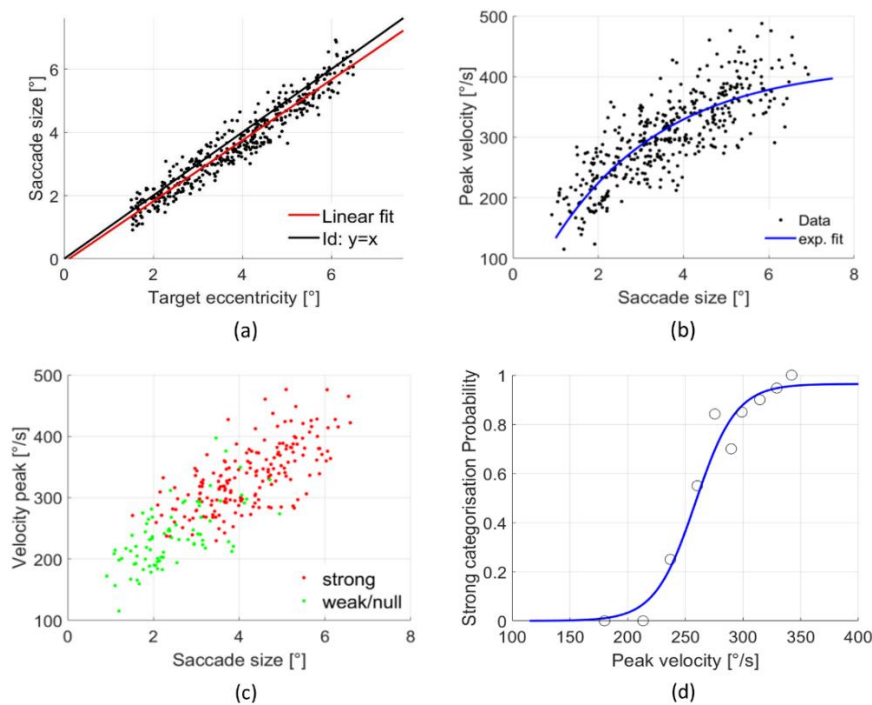 6
4
2
0
0
2
4
6
Saccade size [°]
Target eccentricity [°]
Linear fit
Id: y=x
(a)
500
400
300
200
100
0
2
4
6
8
Peak velocity [°/s]
Saccade size [°]
Data
exp. fit
(b)
500
400
300
200
100
0
2
4
6
8
Velocity peak [°/s]
Saccade size [°]
strong
weak/null
(c)
1
0.8
0.6
0.4
0.2
0
100
150
200
250
300
350
400
Strong categorisation Probability
Peak velocity [°/s]
(d)